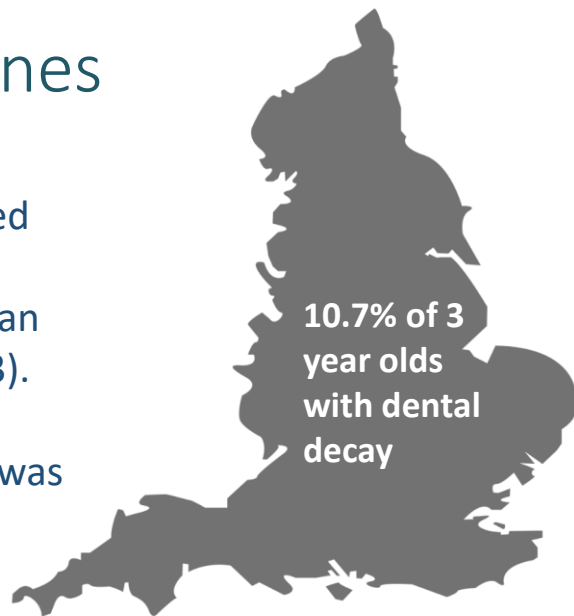 nes
ed
an
3).
was
10.7% of 3
year olds
with dental
decay